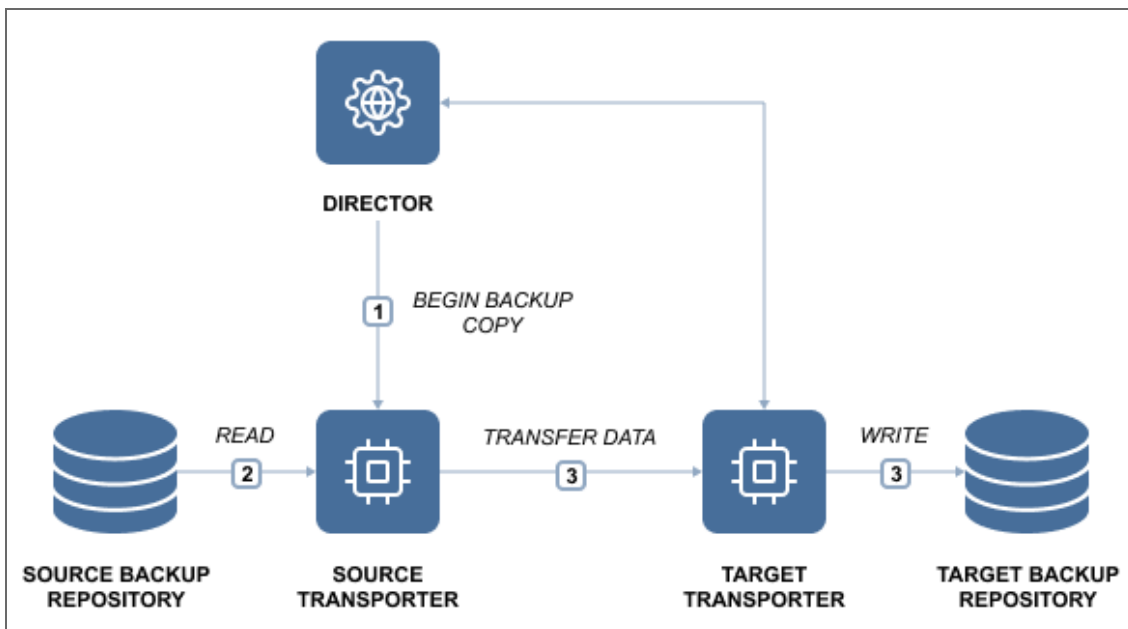 DIRECTOR
1
BEGIN BACKUP
COPY
READ
2
TRANSFER DATA
3
WRITE
3
SOURCE BACKUP
REPOSITORY
SOURCE
TRANSPORTER
TARGET
TRANSPORTER
TARGET BACKUP
REPOSITORY